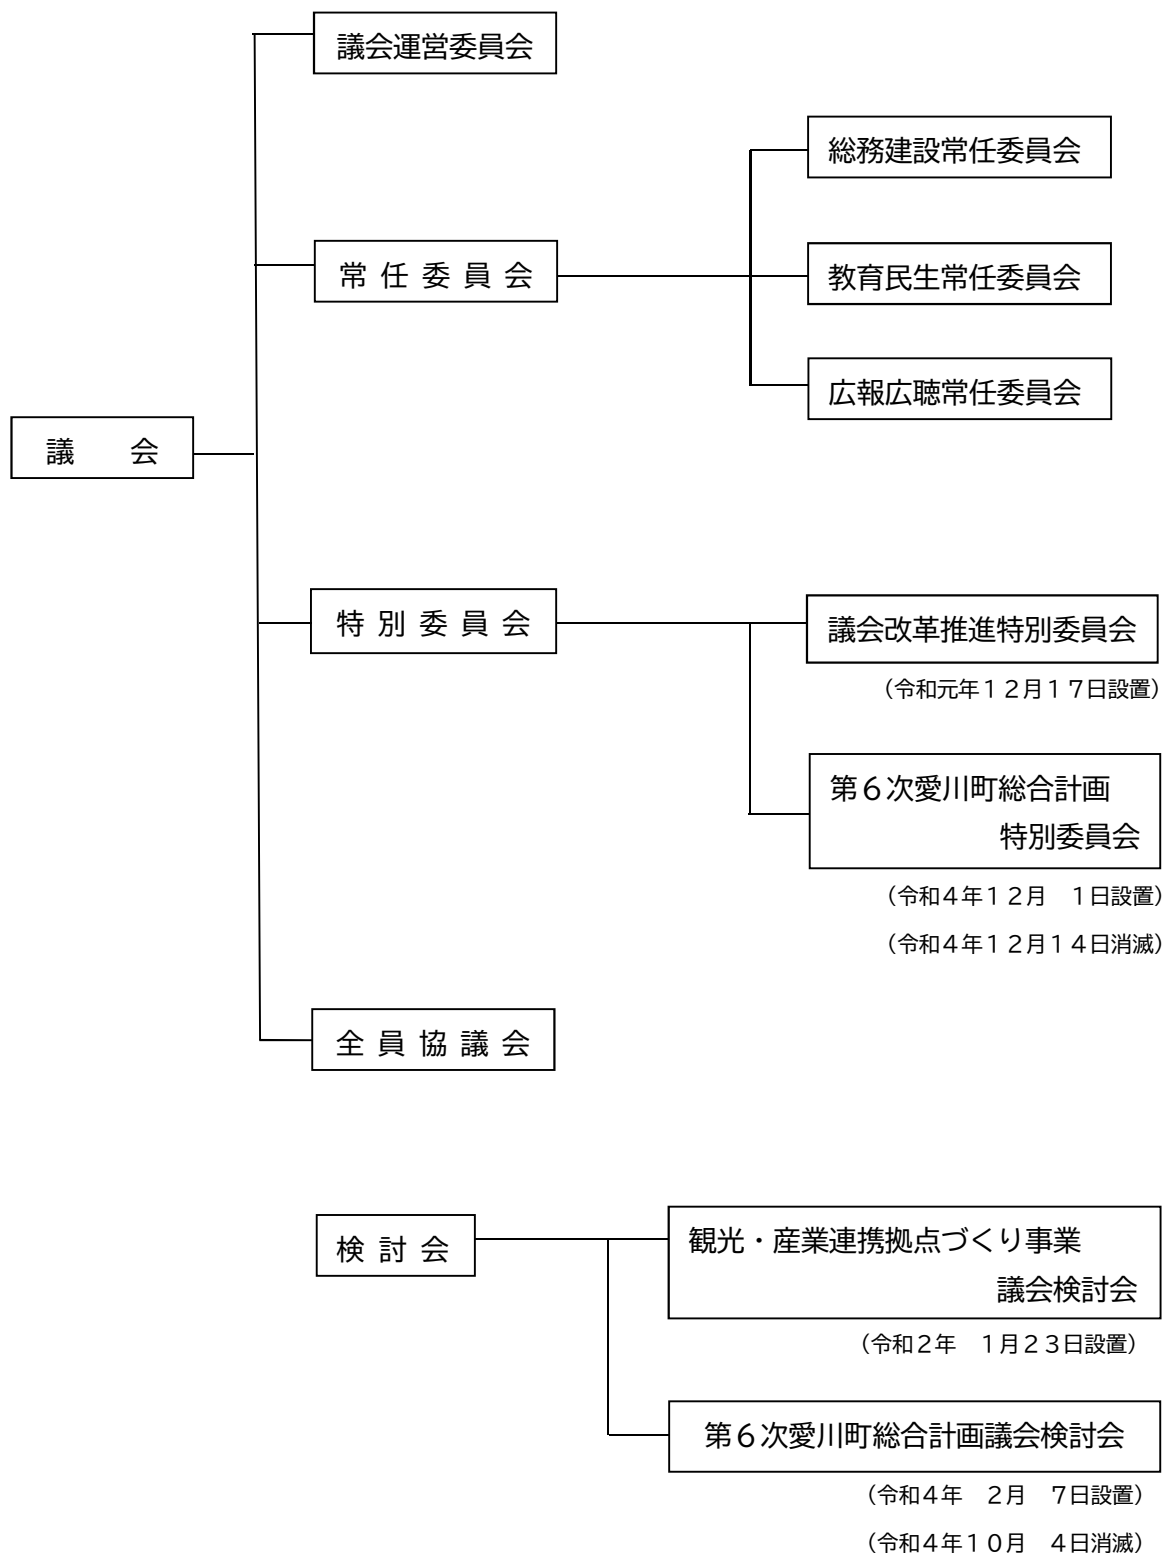 議会運営委員会
総務建設常任委員会
常任委員会
教育民生常任委員会
広報広聴常任委員会
議　会
特別委員会
議会改革推進特別委員会
（令和元年１２月１７日設置）
第６次愛川町総合計画
特別委員会
（令和４年１２月　１日設置）
（令和４年１２月１４日消滅）
全員協議会
検討会
観光・産業連携拠点づくり事業
議会検討会
（令和２年　１月２３日設置）
第６次愛川町総合計画議会検討会
（令和４年　２月　７日設置）
（令和４年１０月　４日消滅）